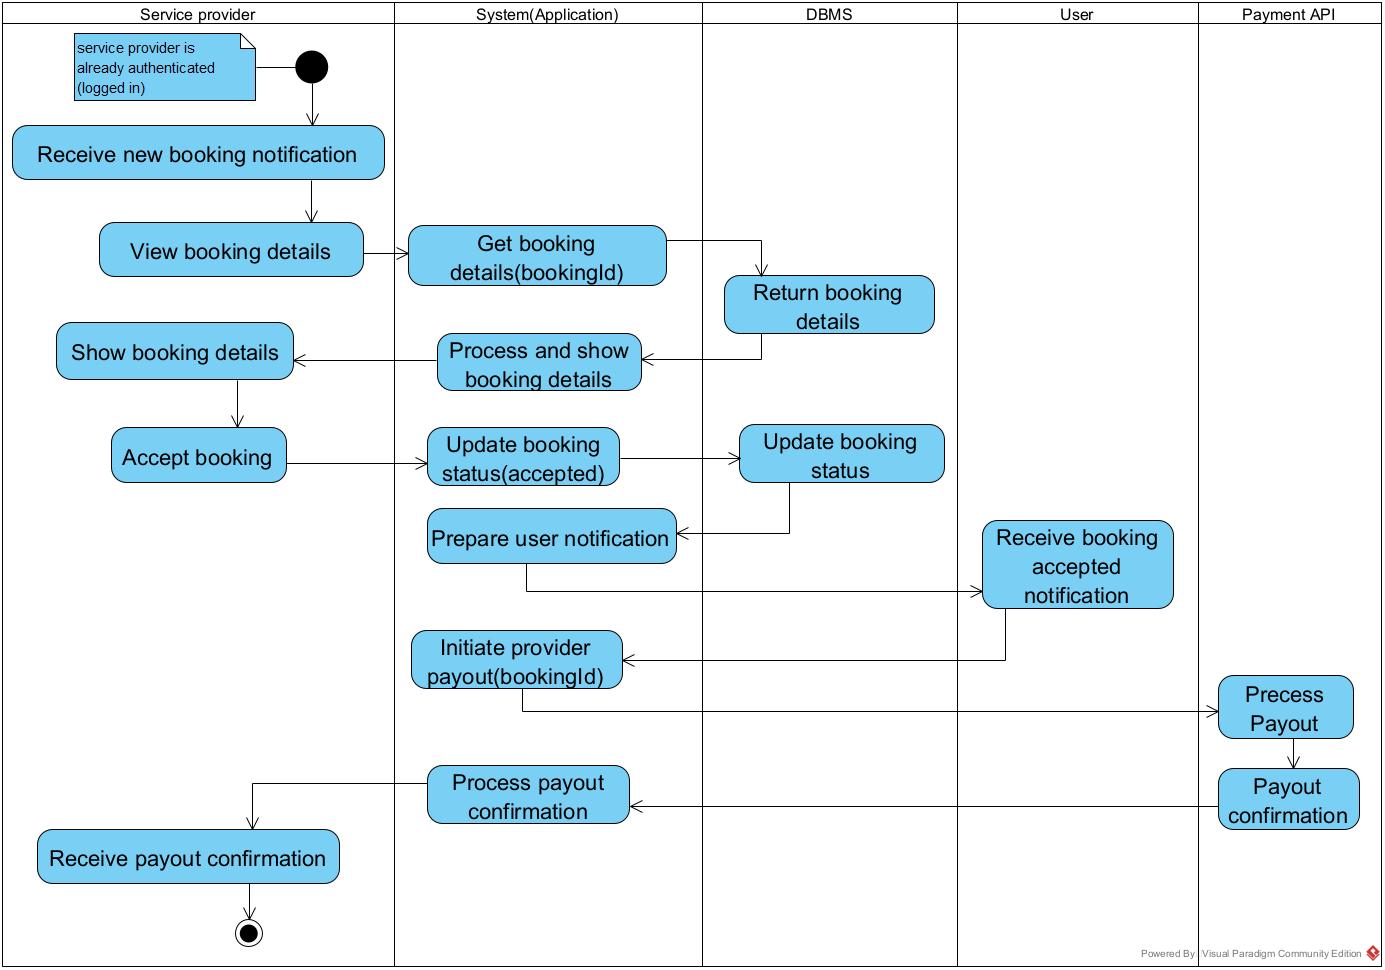 Service provider
System(Application)
DBMS
User
Payment API
service provider is
already authenticated
(logged in)
Receive new booking notification
View booking details
Get booking
details(bookingId)
Return booking
details
Process and show
booking details
Show booking details
Accept booking
Update booking
status(accepted)
Update booking
status
Prepare user notification
Receive booking
accepted
notification
Initiate provider
payout(bookingId)
Precess
Payout
Payout
confirmation
Process payout
confirmation
Receive payout confirmation
Powered By Visual Paradigm Community Edition